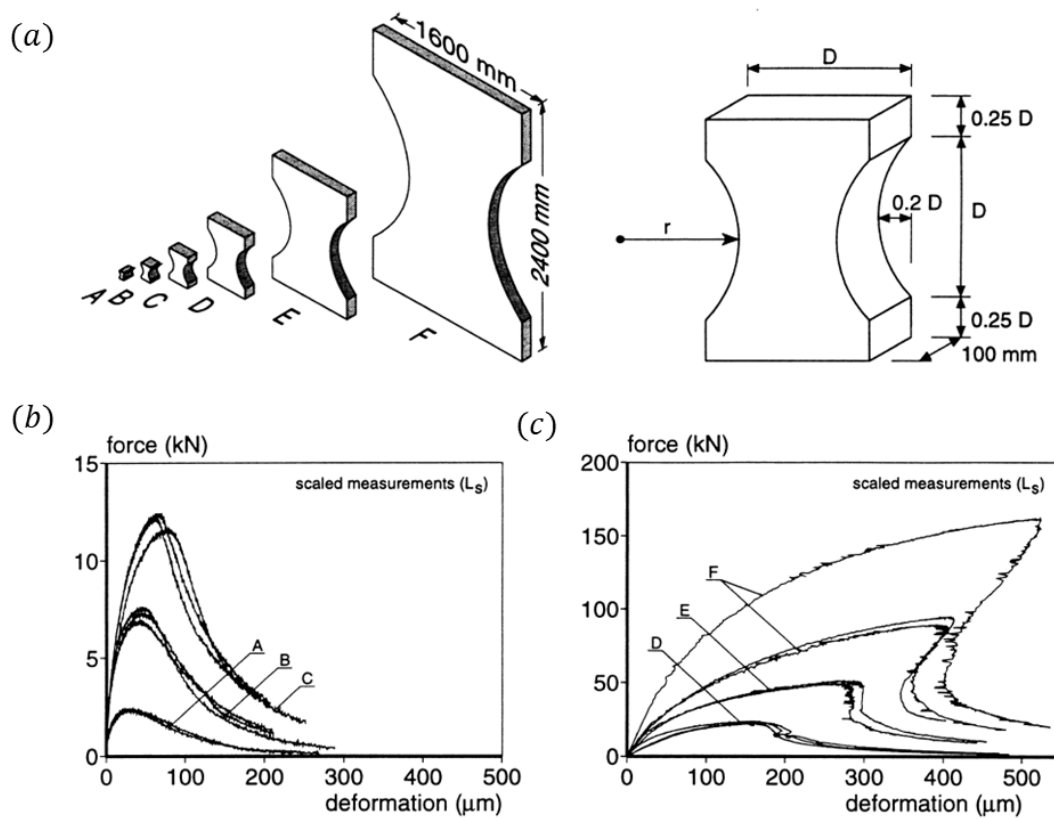 (a)
1600 mm
2400 mm
A
B
C
D
E
F
D
0.25 D
0.2 D
D
r
0.25 D
100 mm
(b)
force (kN)
15
scaled measurements (Ls)
10
A
B
5
C
0
0 100 200 300 400 500
deformation (μm)
(c)
force (kN)
200
scaled measurements (Ls)
150
F
100
E
D
50
0
0 100 200 300 400 500
deformation (μm)